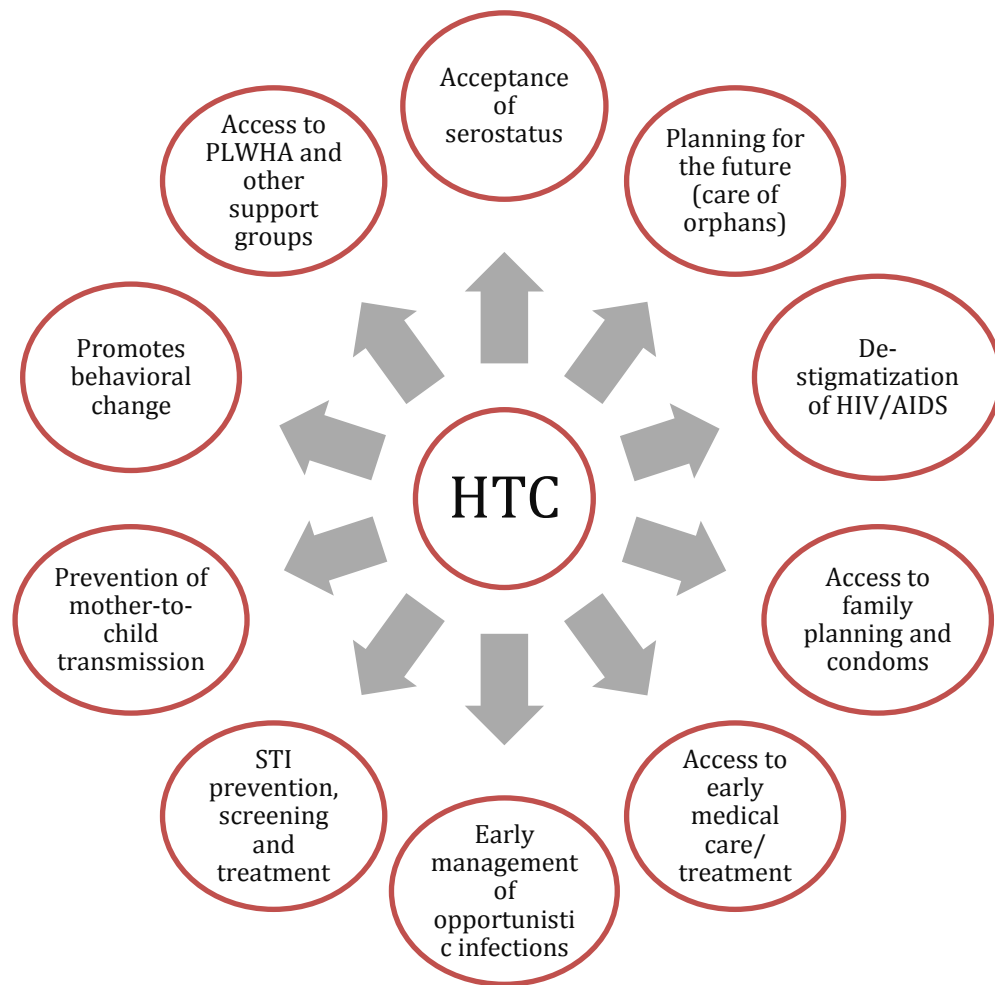 Acceptance
of
serostatus
Planning for
the future
(care of
orphans)
De-
stigmatization
of HIV/AIDS
Access to
family
planning and
condoms
Access to
early
medical
care/
treatment
Early
management
of
opportunisti
c infections
STI
prevention,
screening
and
treatment
Prevention of
mother-to-
child
transmission
Promotes
behavioral
change
Access to
PLWHA and
other
support
groups
HTC